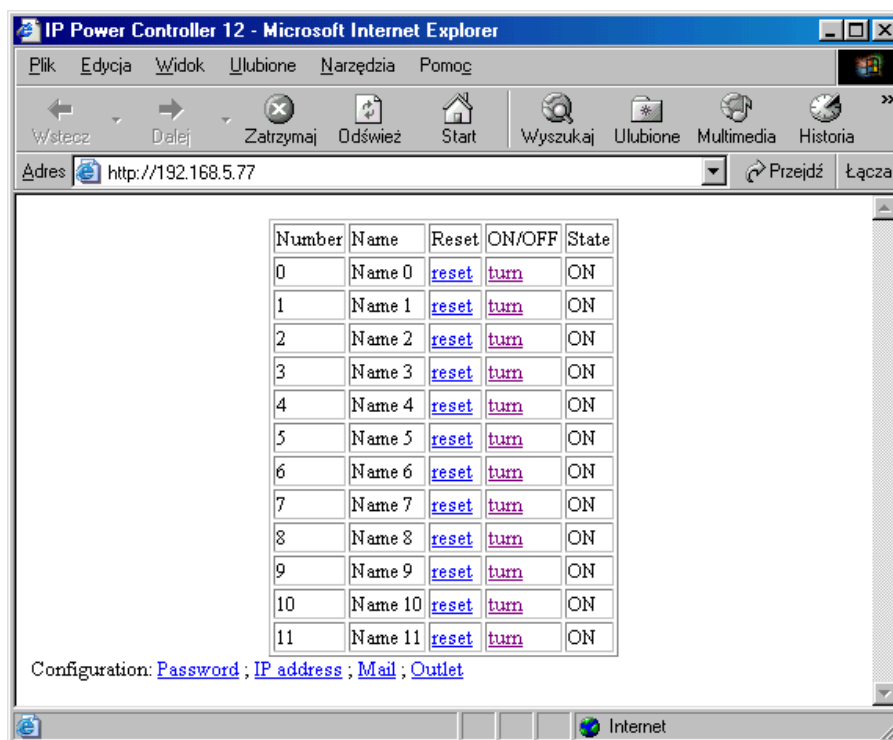 IP Power Controller 12 - Microsoft Internet Explorer
Plik Edycja Widok Ulubione Narzędzia Pomoc
Wstecz Dalej Zatrzymaj Odśwież Start Wyszukaj Ulubione Multimedia Historia »
Adres http://192.168.5.77 Przejdź Łącza
Number Name Reset ON/OFF State
0 Name 0 reset turn ON
1 Name 1 reset turn ON
2 Name 2 reset turn ON
3 Name 3 reset turn ON
4 Name 4 reset turn ON
5 Name 5 reset turn ON
6 Name 6 reset turn ON
7 Name 7 reset turn ON
8 Name 8 reset turn ON
9 Name 9 reset turn ON
10 Name 10 reset turn ON
11 Name 11 reset turn ON
Configuration: Password ; IP address ; Mail ; Outlet
Internet